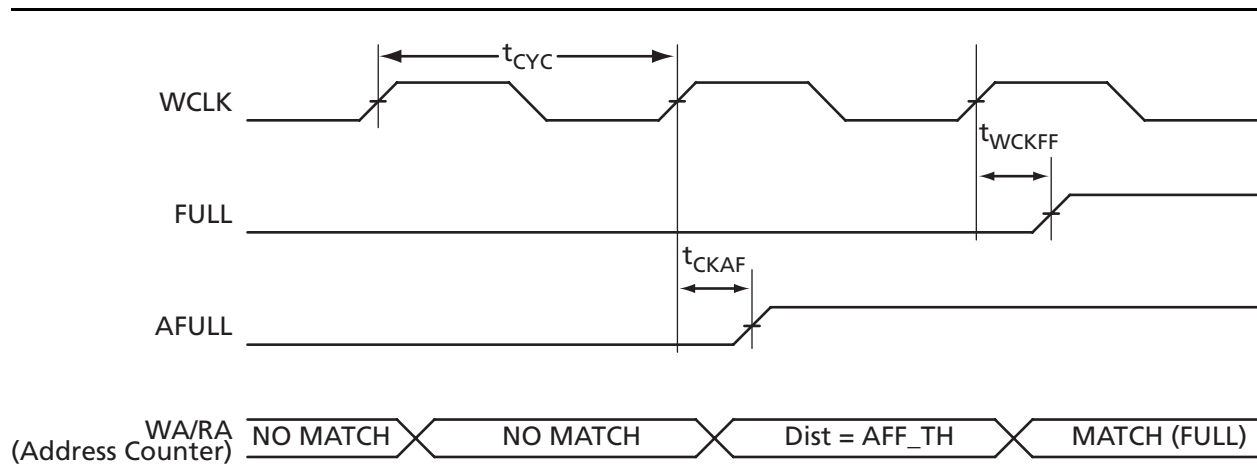 tCYC
WCLK
tWCKFF
FULL
tCKAF
AFULL
WA/RA
(Address Counter)
NO MATCH
NO MATCH
Dist = AFF_TH
MATCH (FULL)